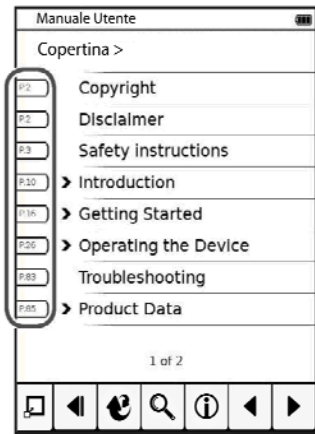 Manuale Utente
Copertina >
P.2 Copyright
P.2 Disclaimer
P.3 Safety instructions
P.10 > Introduction
P.16 > Getting Started
P.26 > Operating the Device
P.83 Troubleshooting
P.85 > Product Data
1 of 2